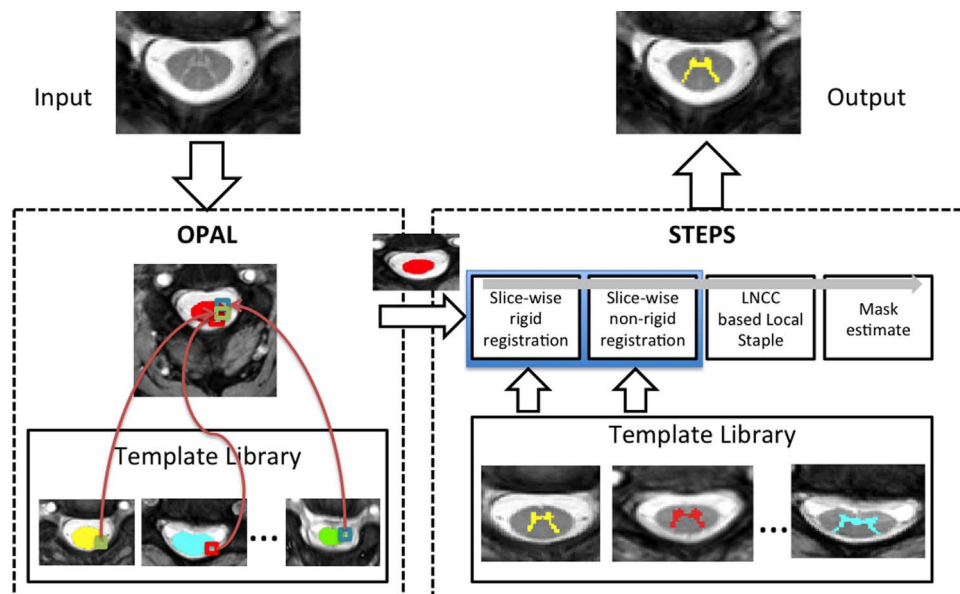 Input
Output
OPAL
Template Library
...
STEPS
Slice-wise
rigid
registration
Slice-wise
non-rigid
registration
LNCC
based Local
Staple
Mask
estimate
Template Library
...